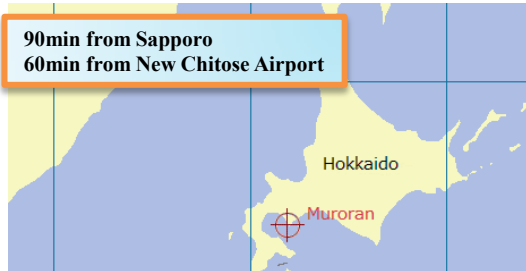 90min from Sapporo
60min from New Chitose Airport
Hokkaido
Muroran